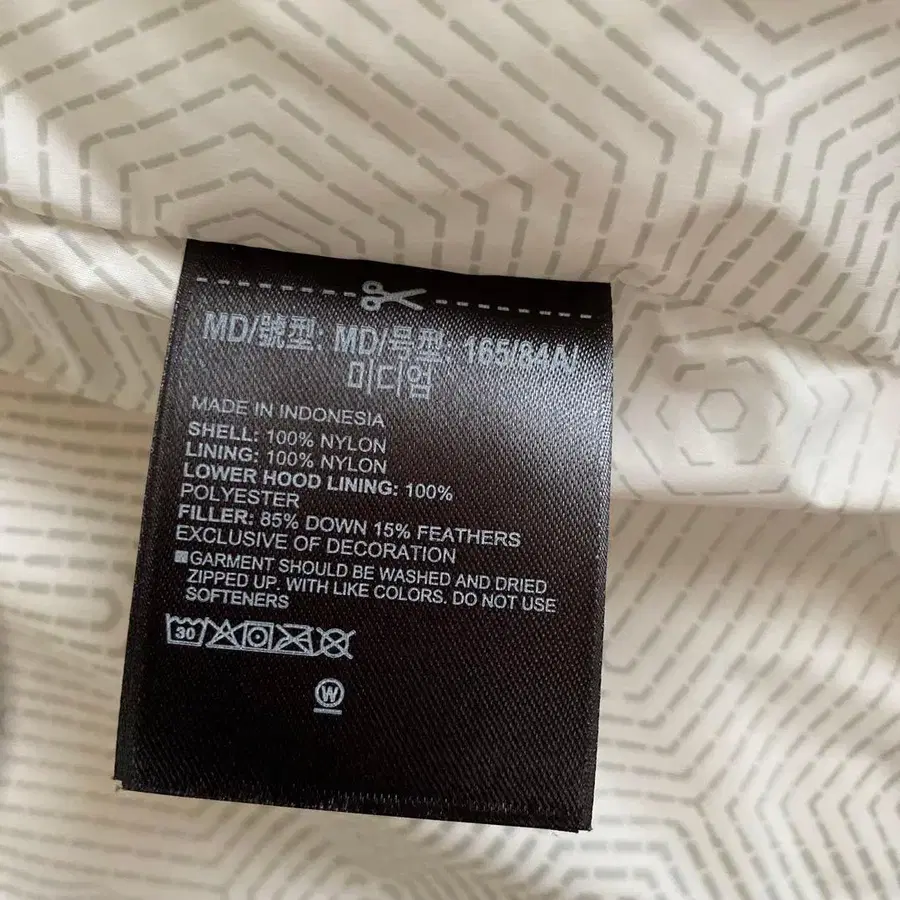 MD/號型: MD/号型: 165/84A/
미디엄
MADE IN INDONESIA
SHELL: 100% NYLON
LINING: 100% NYLON
LOWER HOOD LINING: 100%
POLYESTER
FILLER: 85% DOWN 15% FEATHERS
EXCLUSIVE OF DECORATION
GARMENT SHOULD BE WASHED AND DRIED
ZIPPED UP. WITH LIKE COLORS. DO NOT USE
SOFTENERS
30
W